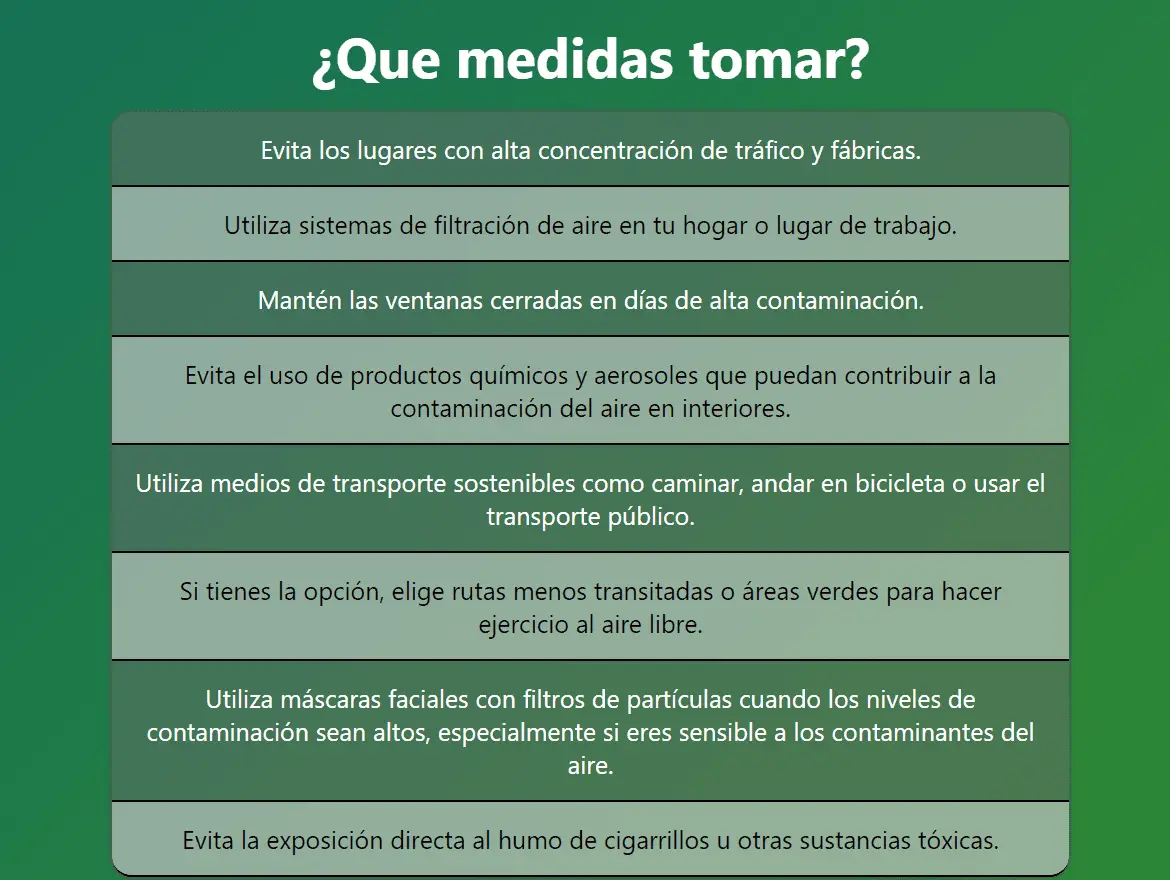 ¿Que medidas tomar?
Evita los lugares con alta concentración de tráfico y fábricas.
Utiliza sistemas de filtración de aire en tu hogar o lugar de trabajo.
Mantén las ventanas cerradas en días de alta contaminación.
Evita el uso de productos químicos y aerosoles que puedan contribuir a la
contaminación del aire en interiores.
Utiliza medios de transporte sostenibles como caminar, andar en bicicleta o usar el
transporte público.
Si tienes la opción, elige rutas menos transitadas o áreas verdes para hacer
ejercicio al aire libre.
Utiliza máscaras faciales con filtros de partículas cuando los niveles de
contaminación sean altos, especialmente si eres sensible a los contaminantes del
aire.
Evita la exposición directa al humo de cigarrillos u otras sustancias tóxicas.